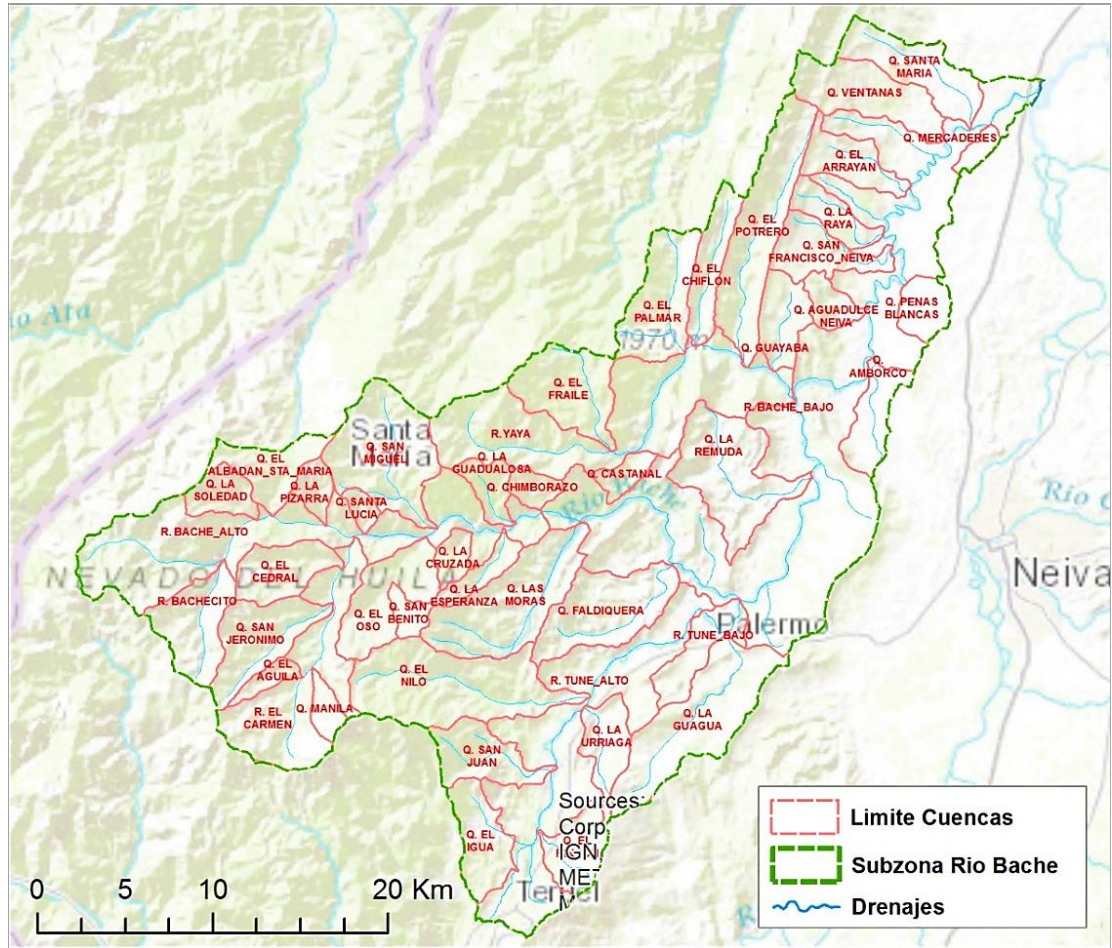 Q. SANTA
MARIA
Q. VENTANAS
Q. MERCADERES
Q. EL
ARRAYAN
Q. LA
RAYA
Q. EL
POTRERO
Q. SAN
FRANCISCO_NEIVA
Q. EL
CHIFLON
Q. EL
PALMAR
Q. PENAS
BLANCAS
Q. AGUADULCE
NEIVA
Rio Ata
1970 m
Q. GUAYABA
Q.
AMBORCO
Q. EL
FRAILE
R. BACHE_BAJO
Santa
Maria
R.YAYA
Q. SAN
MIGUEL
Q. LA
REMUDA
Q. EL
ALBADAN_STA_MARIA
Q. LA
GUADUALOSA
Q. CASTANAL
Q. LA
SOLEDAD
Q. LA
PIZARRA
Q. CHIMBORAZO
Q. SANTA
LUCIA
Rio Bache
R. BACHE_ALTO
Q. LA
CRUZADA
Q. EL
CEDRAL
NEVADO DEL HUILA
Neiva
R. BACHECITO
Q. LA
ESPERANZA
Q. LAS
MORAS
Q. EL
OSO
Q. SAN
BENITO
Q. FALDIQUERA
Q. SAN
JERONIMO
Palermo
R. TUNE_BAJO
Q. EL
AGUILA
Q. EL
NILO
R. TUNE_ALTO
R. EL
CARMEN
Q. MANILA
Q. LA
GUAGUA
Q. LA
URRIAGA
Q. SAN
JUAN
Sources:
Corp
IGN
MET
Q. EL
IGUA
Q. EL
Teruel
Limite Cuencas
Subzona Rio Bache
Drenajes
0 5 10 20 Km